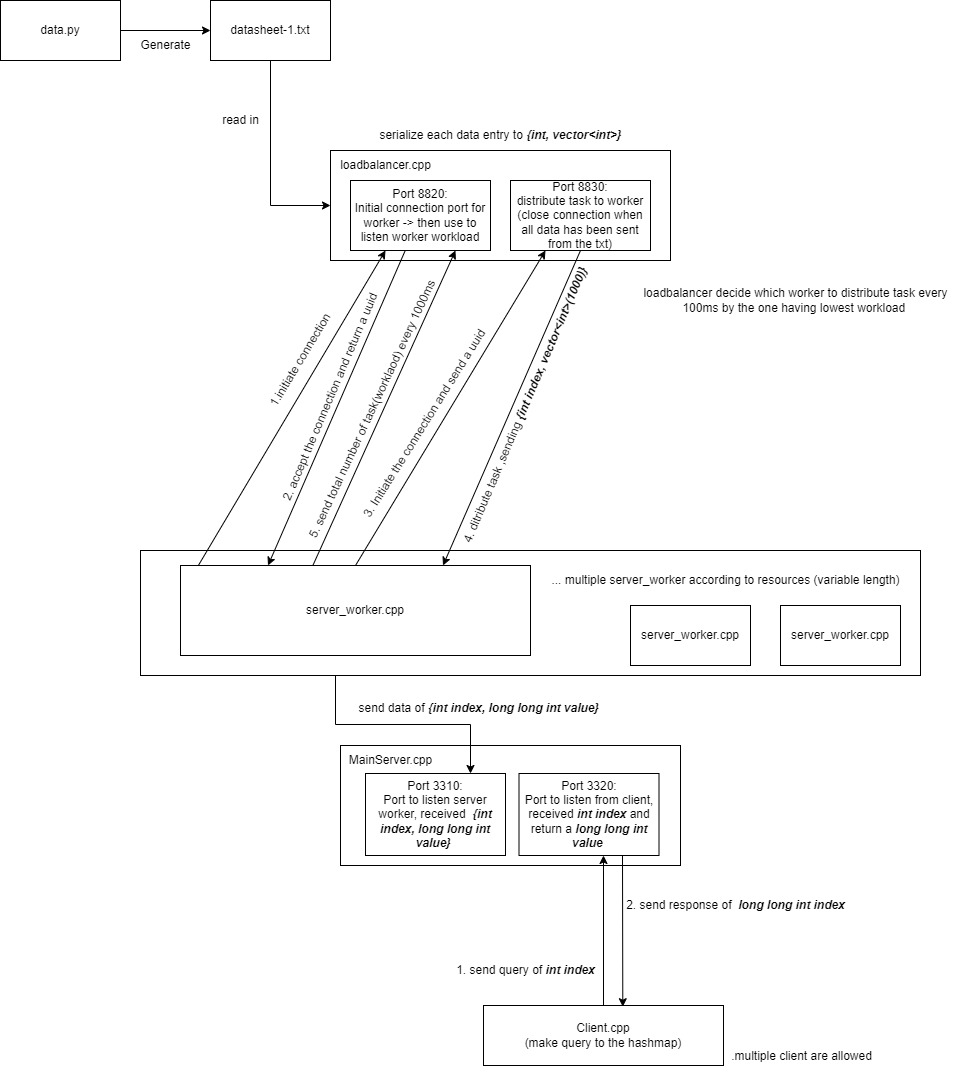 data.py
Generate
datasheet-1.txt
read in
serialize each data entry to {int, vector<int>}
loadbalancer.cpp
Port 8820:
Initial connection port for
worker -> then use to
listen worker workload
Port 8830:
distribute task to worker
(close connection when
all data has been sent
from the txt)
loadbalancer decide which worker to distribute task every
100ms by the one having lowest workload
1.initiate connection
2. accept the connection and return a uuid
5. send total number of task(worklaod) every 1000ms
3. Initiate the connection and send a uuid
4. ditribute task ,sending {int index, vector<int>(1000)}
server_worker.cpp
... multiple server_worker according to resources (variable length)
server_worker.cpp
server_worker.cpp
send data of {int index, long long int value}
MainServer.cpp
Port 3310:
Port to listen server
worker, received {int
index, long long int
value}
Port 3320:
Port to listen from client,
received int index and
return a long long int
value
2. send response of long long int index
1. send query of int index
Client.cpp
(make query to the hashmap)
.multiple client are allowed